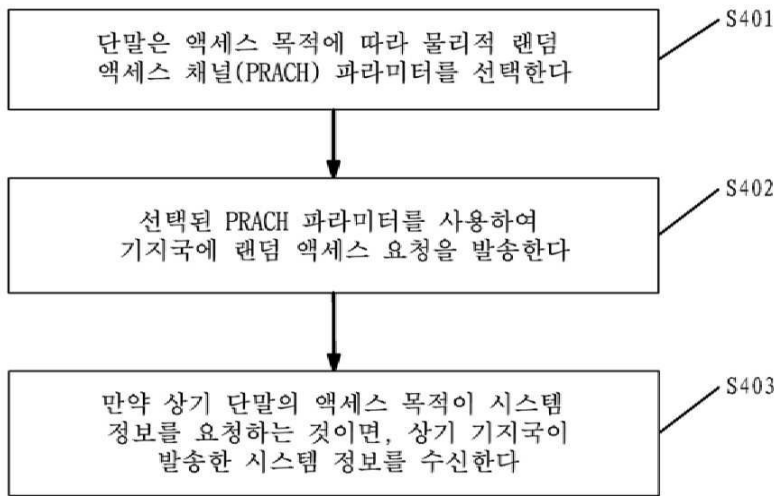 S401
단말은 액세스 목적에 따라 물리적 랜덤
액세스 채널(PRACH) 파라미터를 선택한다
S402
선택된 PRACH 파라미터를 사용하여
기지국에 랜덤 액세스 요청을 발송한다
S403
만약 상기 단말의 액세스 목적이 시스템
정보를 요청하는 것이면, 상기 기지국이
발송한 시스템 정보를 수신한다